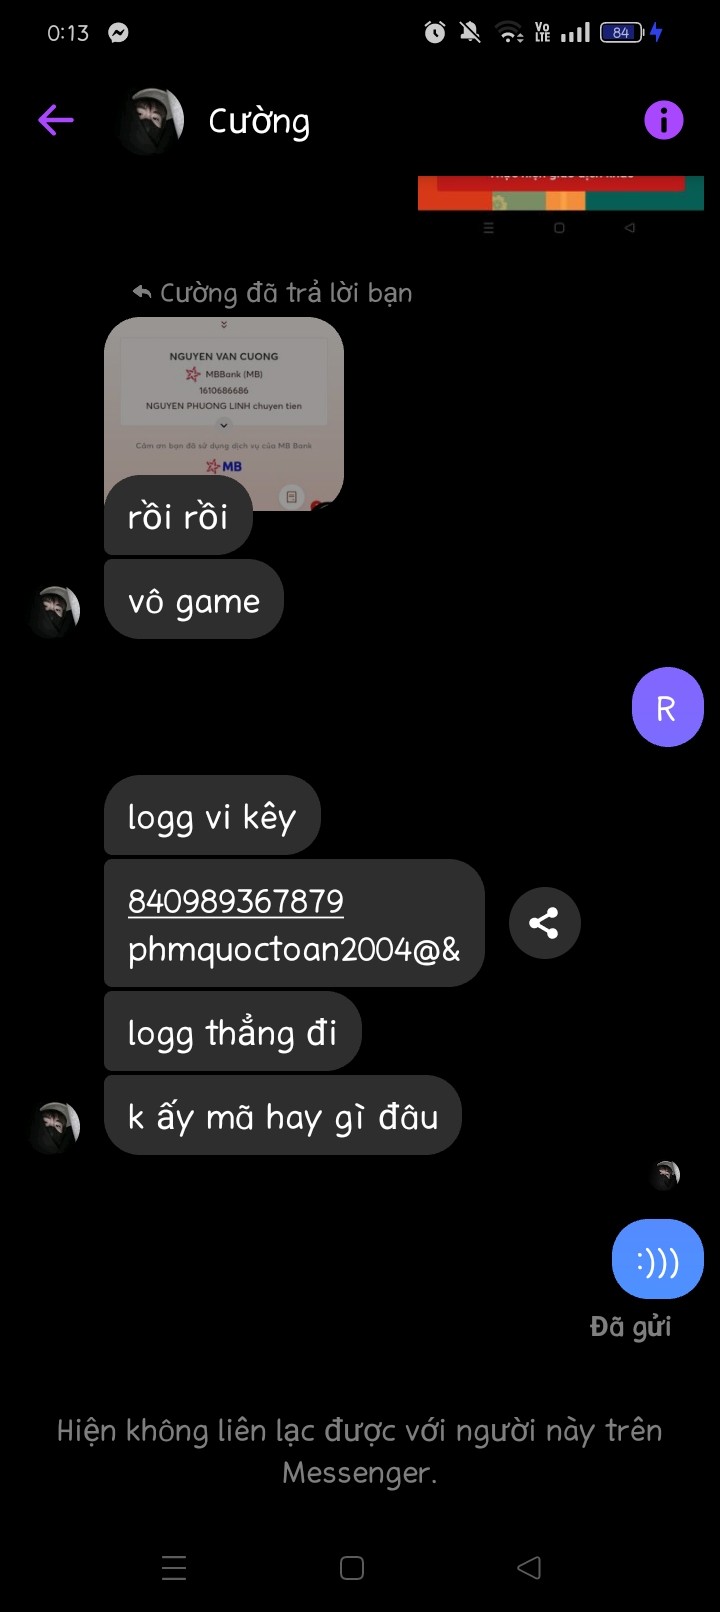 0:13
Vo
LTE
84
Cường
Cường đã trả lời bạn
NGUYEN VAN CUONG
MBBank (MB)
1610686686
NGUYEN PHUONG LINH chuyen tien
Cảm ơn bạn đã sử dụng dịch vụ của MB Bank
MB
rồi rồi
vô game
R
logg vi kêy
840989367879
phmquoctoan2004@&
logg thẳng đi
k ấy mã hay gì đâu
:)))
Đã gửi
Hiện không liên lạc được với người này trên
Messenger.